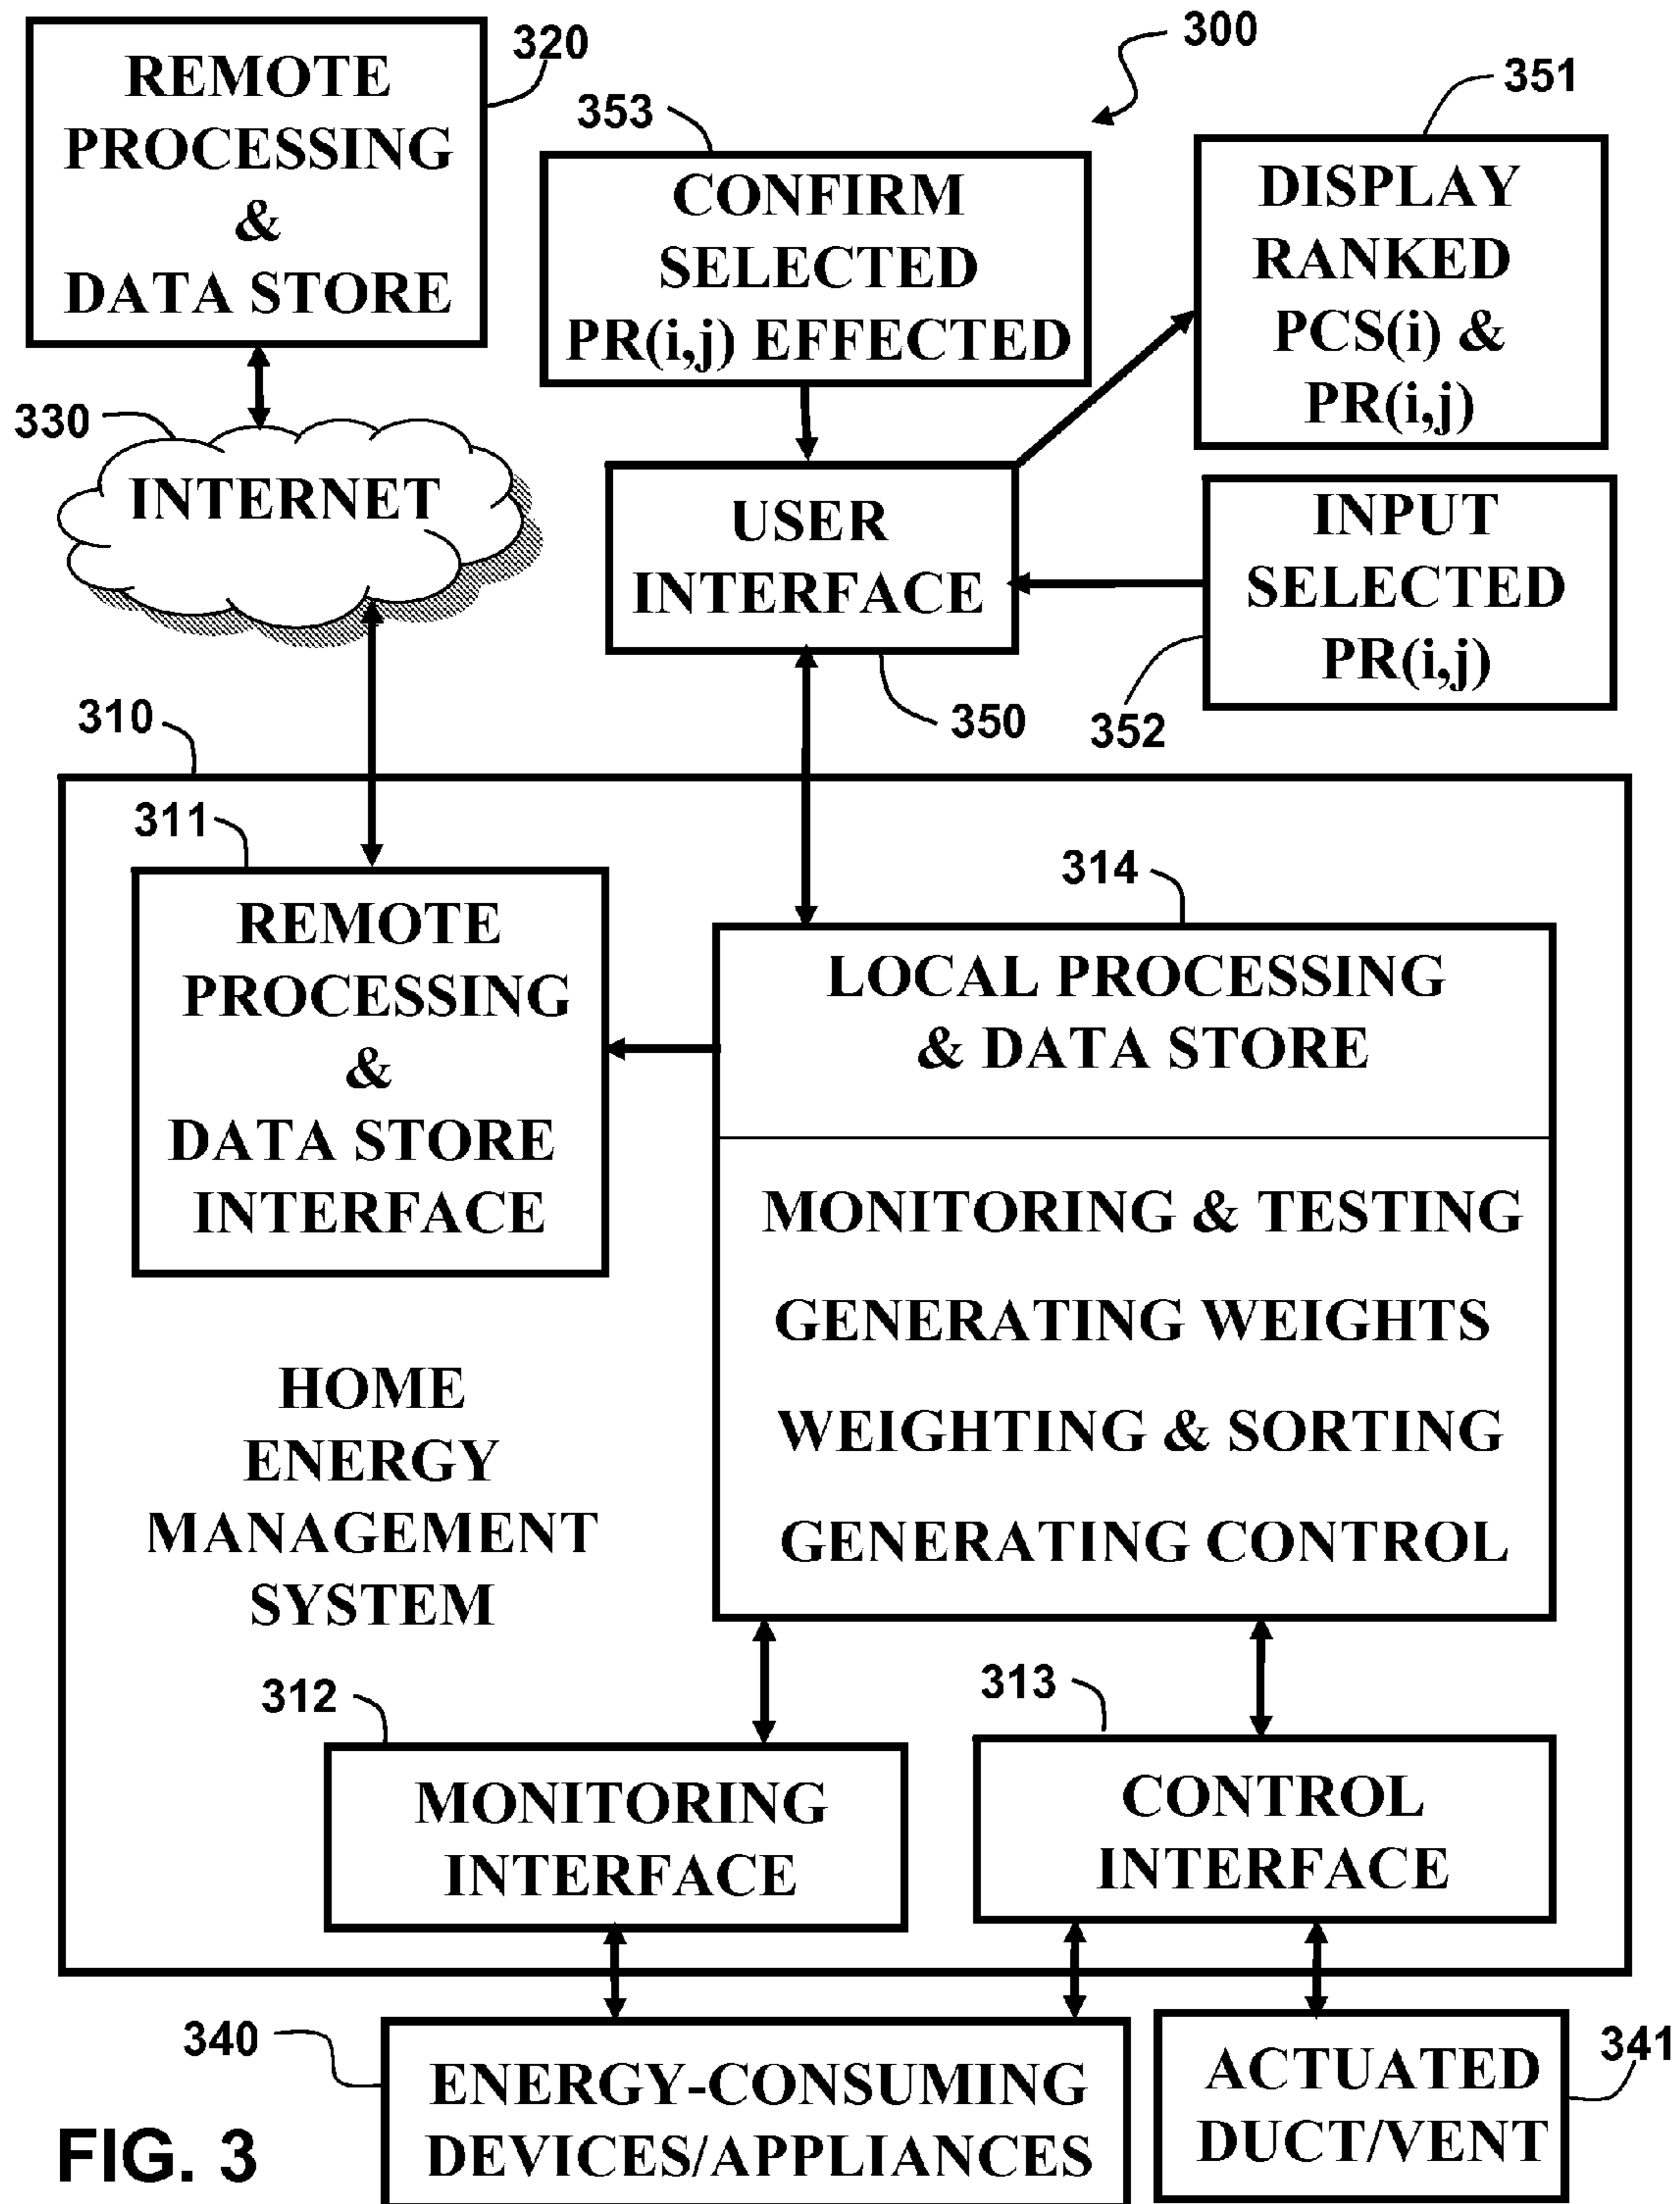 300
320
REMOTE
PROCESSING
&
DATA STORE
353
CONFIRM
SELECTED
PR(i,j) EFFECTED
351
DISPLAY
RANKED
PCS(i) &
PR(i,j)
330
INTERNET
USER
INTERFACE
350
INPUT
SELECTED
PR(i,j)
352
310
311
REMOTE
PROCESSING
&
DATA STORE
INTERFACE
314
LOCAL PROCESSING
& DATA STORE
MONITORING & TESTING
GENERATING WEIGHTS
WEIGHTING & SORTING
GENERATING CONTROL
HOME
ENERGY
MANAGEMENT
SYSTEM
312
MONITORING
INTERFACE
313
CONTROL
INTERFACE
340
ENERGY-CONSUMING
DEVICES/APPLIANCES
341
ACTUATED
DUCT/VENT
FIG. 3